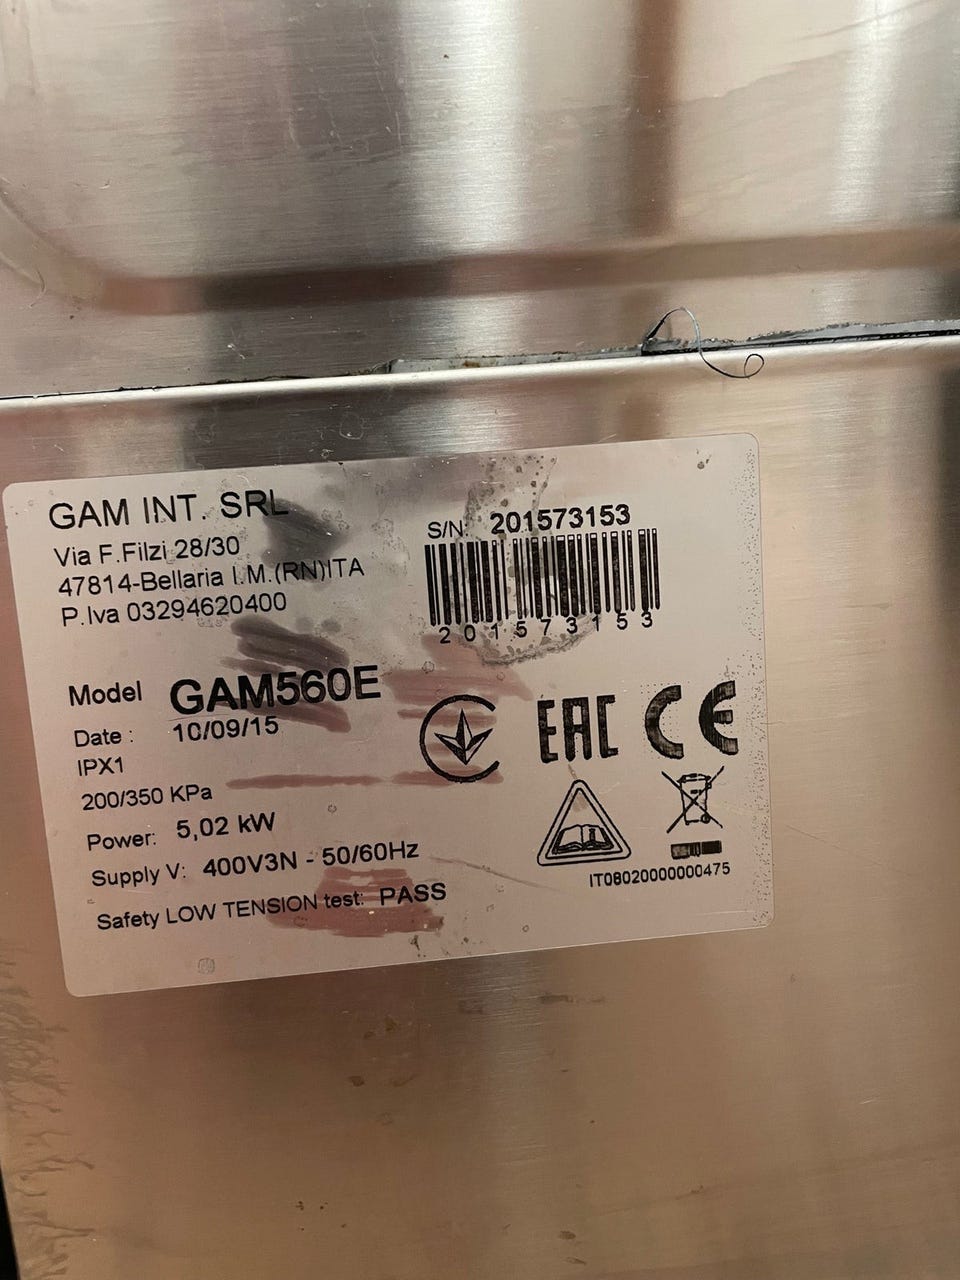 GAM INT. SRL
Via F.Filzi 28/30
47814-Bellaria I.M.(RN)ITA
P.Iva 03294620400
S/N: 201573153
201573153
Model GAM560E
Date : 10/09/15
IPX1
200/350 KPa
Power: 5,02 kW
Supply V: 400V3N - 50/60Hz
Safety LOW TENSION test: PASS
EAC CE
IT08020000000475